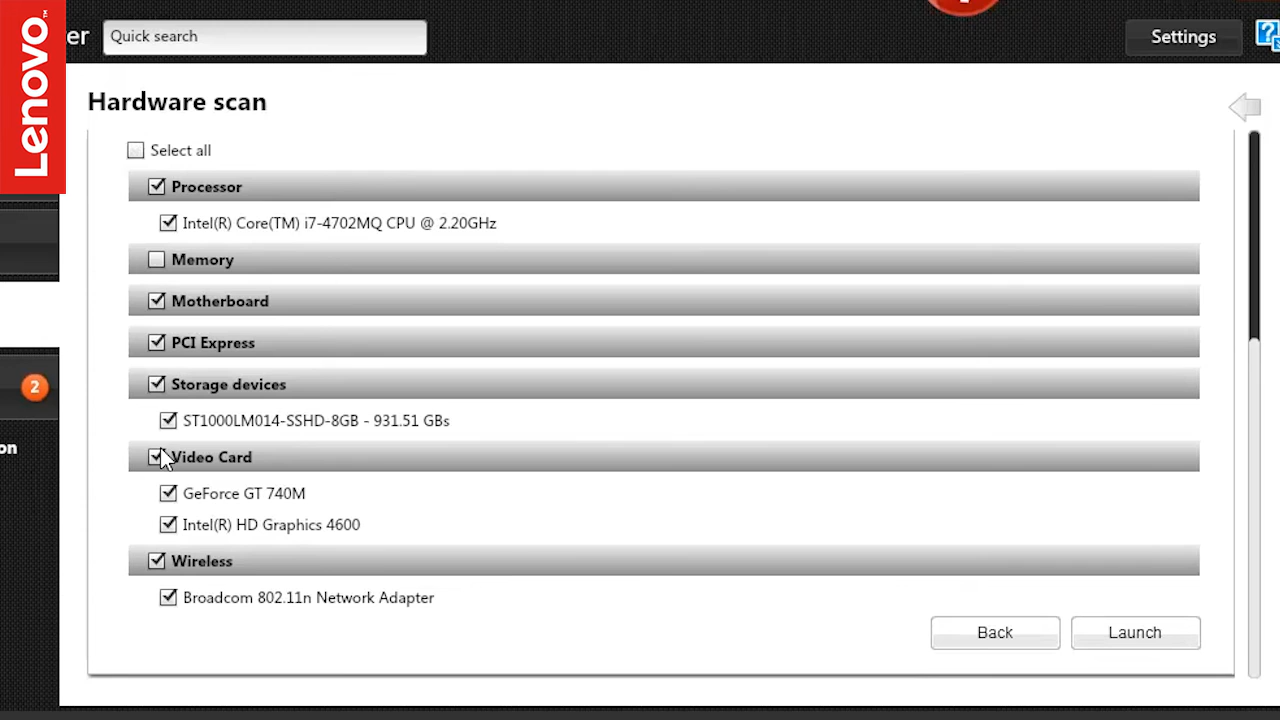 Lenovo™
er
Quick search
Settings
Hardware scan
Select all
Processor
Intel(R) Core(TM) i7-4702MQ CPU @ 2.20GHz
Memory
Motherboard
PCI Express
Storage devices
2
ST1000LM014-SSHD-8GB - 931.51 GBs
on
Video Card
GeForce GT 740M
Intel(R) HD Graphics 4600
Wireless
Broadcom 802.11n Network Adapter
Back
Launch